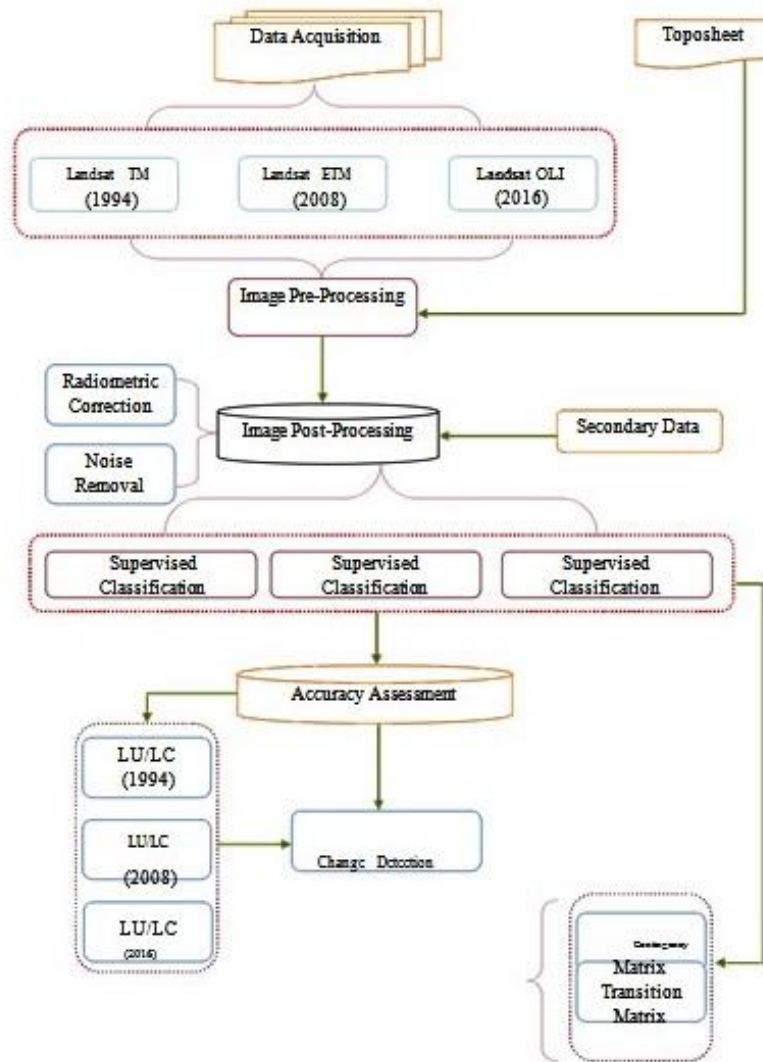 Data Acquisition
Toposheet
Landsat TM
(1994)
Landsat ETM
(2008)
Landsat OLI
(2016)
Image Pre-Processing
Radiometric
Correction
Noise
Removal
Image Post-Processing
Secondary Data
Supervised
Classification
Supervised
Classification
Supervised
Classification
Accuracy Assessment
LU/LC
(1994)
LU/LC
(2008)
LU/LC
(2016)
Change Detection
Contingency
Matrix
Transition
Matrix